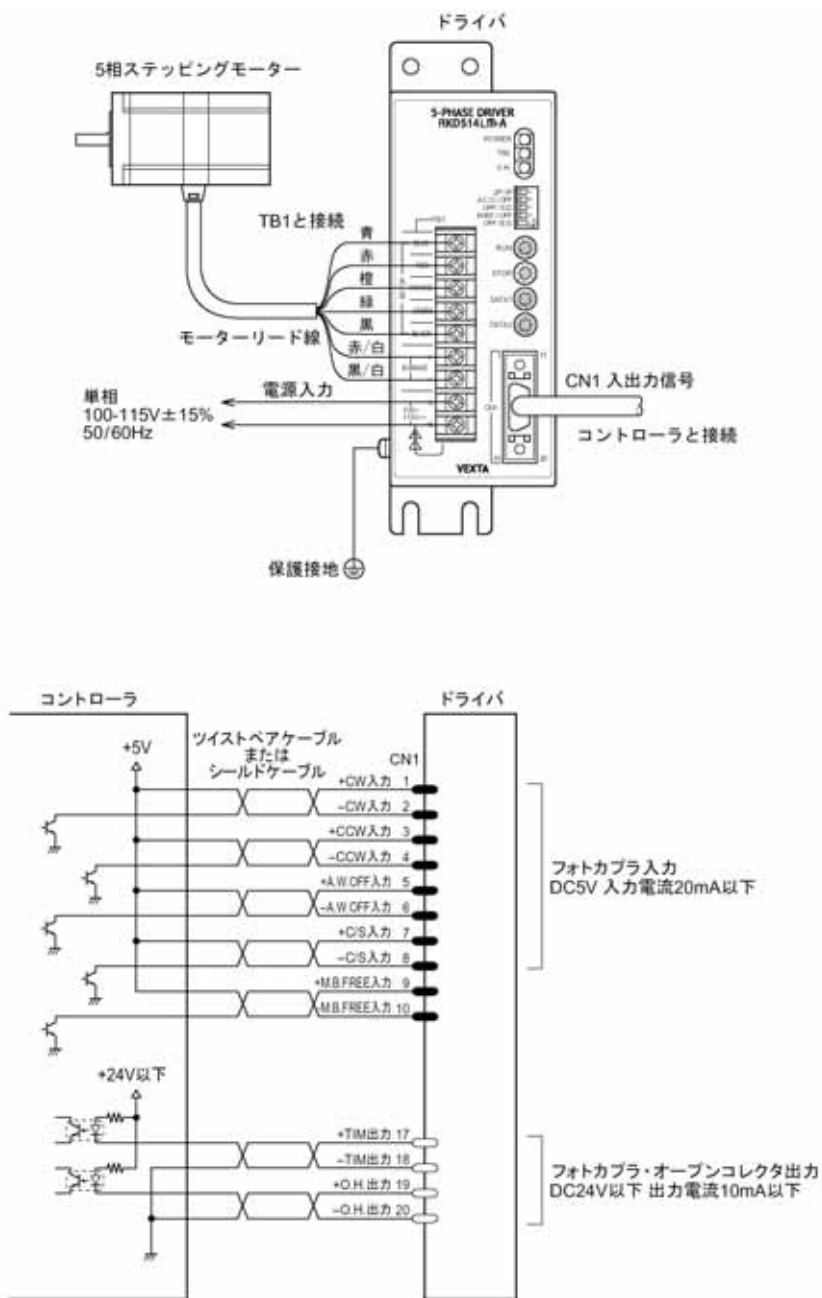 ドライバ
5相ステッピングモーター
5-PHASE DRIVER
RKD514LM-A
POWER
TIM.
O.H.
TB1と接続
青
赤
橙
緑
黒
赤/白
黒/白
モーターリード線
RUN
STOP
DATA1
DATA2
CN1
電源入力
単相
100-115V±15%
50/60Hz
CN1 入出力信号
コントローラと接続
VEXTA
保護接地
コントローラ
ドライバ
+5V
ツイストペアケーブル
または
シールドケーブル
CN1
+CW入力 1
−CW入力 2
+CCW入力 3
−CCW入力 4
+A.W.OFF入力 5
−A.W.OFF入力 6
+C/S入力 7
−C/S入力 8
+M.B.FREE入力 9
−M.B.FREE入力 10
フォトカプラ入力
DC5V 入力電流20mA以下
+24V以下
+TIM出力 17
−TIM出力 18
+O.H.出力 19
−O.H.出力 20
フォトカプラ・オープンコレクタ出力
DC24V以下 出力電流10mA以下